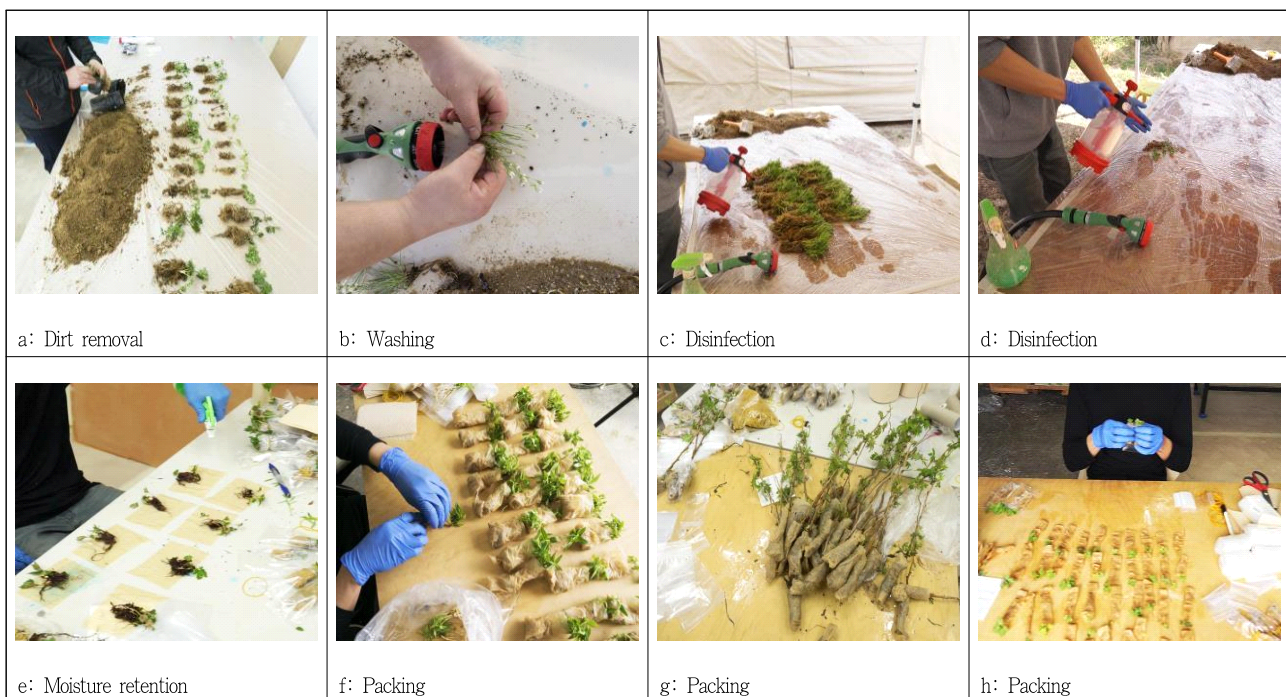 a: Dirt removal
b: Washing
c: Disinfection
d: Disinfection
e: Moisture retention
f: Packing
g: Packing
h: Packing